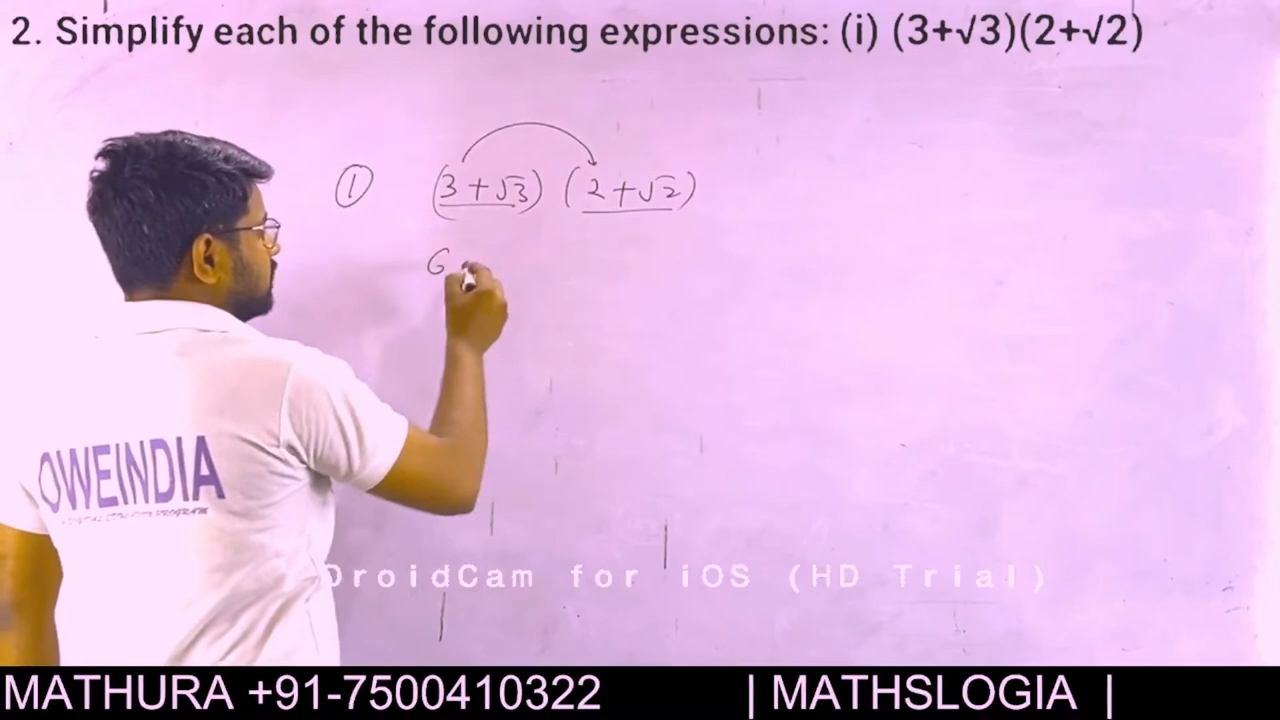 2. Simplify each of the following expressions: (i) (3+√3)(2+√2)
① (3+√3) (2+√2)
6
OWEINDIA
DroidCam for iOS (HD Trial)
MATHURA +91-7500410322 | MATHSLOGIA |